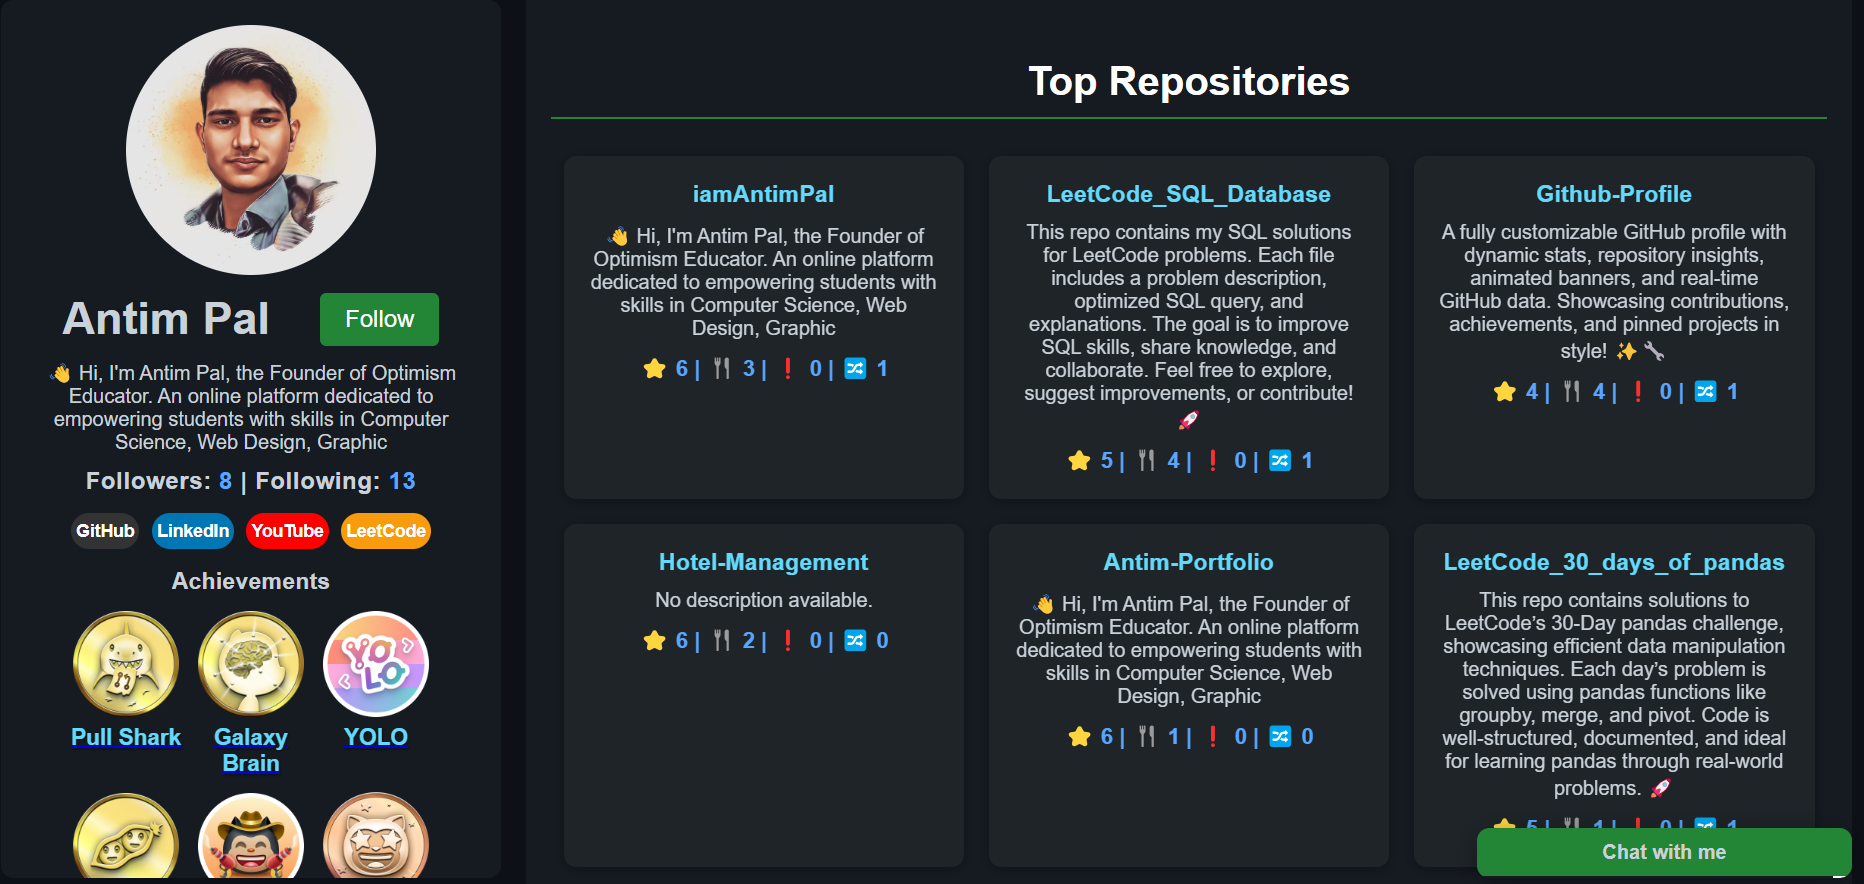 Antim Pal
Follow
👋 Hi, I'm Antim Pal, the Founder of Optimism
Educator. An online platform dedicated to
empowering students with skills in Computer
Science, Web Design, Graphic
Followers: 8 | Following: 13
GitHub LinkedIn YouTube LeetCode
Achievements
YOLO
Pull Shark
Galaxy
Brain
YOLO
Top Repositories
iamAntimPal
👋 Hi, I'm Antim Pal, the Founder of
Optimism Educator. An online platform
dedicated to empowering students with
skills in Computer Science, Web
Design, Graphic
⭐ 6 | 🍴 3 | ❗ 0 | 🔀 1
LeetCode_SQL_Database
This repo contains my SQL solutions
for LeetCode problems. Each file
includes a problem description,
optimized SQL query, and
explanations. The goal is to improve
SQL skills, share knowledge, and
collaborate. Feel free to explore,
suggest improvements, or contribute!
🚀
⭐ 5 | 🍴 4 | ❗ 0 | 🔀 1
Github-Profile
A fully customizable GitHub profile with
dynamic stats, repository insights,
animated banners, and real-time
GitHub data. Showcasing contributions,
achievements, and pinned projects in
style! ✨ 🔧
⭐ 4 | 🍴 4 | ❗ 0 | 🔀 1
Hotel-Management
No description available.
⭐ 6 | 🍴 2 | ❗ 0 | 🔀 0
Antim-Portfolio
👋 Hi, I'm Antim Pal, the Founder of
Optimism Educator. An online platform
dedicated to empowering students with
skills in Computer Science, Web
Design, Graphic
⭐ 6 | 🍴 1 | ❗ 0 | 🔀 0
LeetCode_30_days_of_pandas
This repo contains solutions to
LeetCode’s 30-Day pandas challenge,
showcasing efficient data manipulation
techniques. Each day’s problem is
solved using pandas functions like
groupby, merge, and pivot. Code is
well-structured, documented, and ideal
for learning pandas through real-world
problems. 🚀
⭐ 5 | 🍴 1 | ❗ 0 | 🔀 1
Chat with me